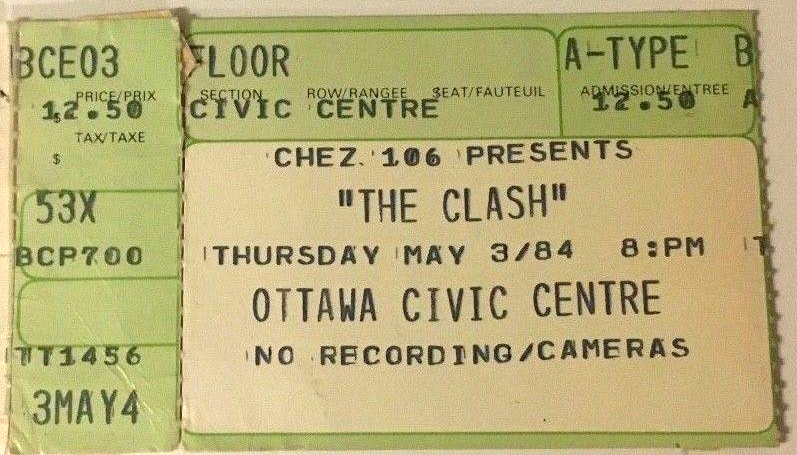 BCE03
PRICE/PRIX
$12.50
TAX/TAXE
$
53X
BCP700
TT1456
3MAY4
FLOOR
SECTION ROW/RANGEE SEAT/FAUTEUIL
CIVIC CENTRE
A-TYPE B
ADMISSION/ENTREE
12.50 A
CHEZ 106 PRESENTS
"THE CLASH"
THURSDAY MAY 3/84 8:PM T
OTTAWA CIVIC CENTRE
NO RECORDING/CAMERAS